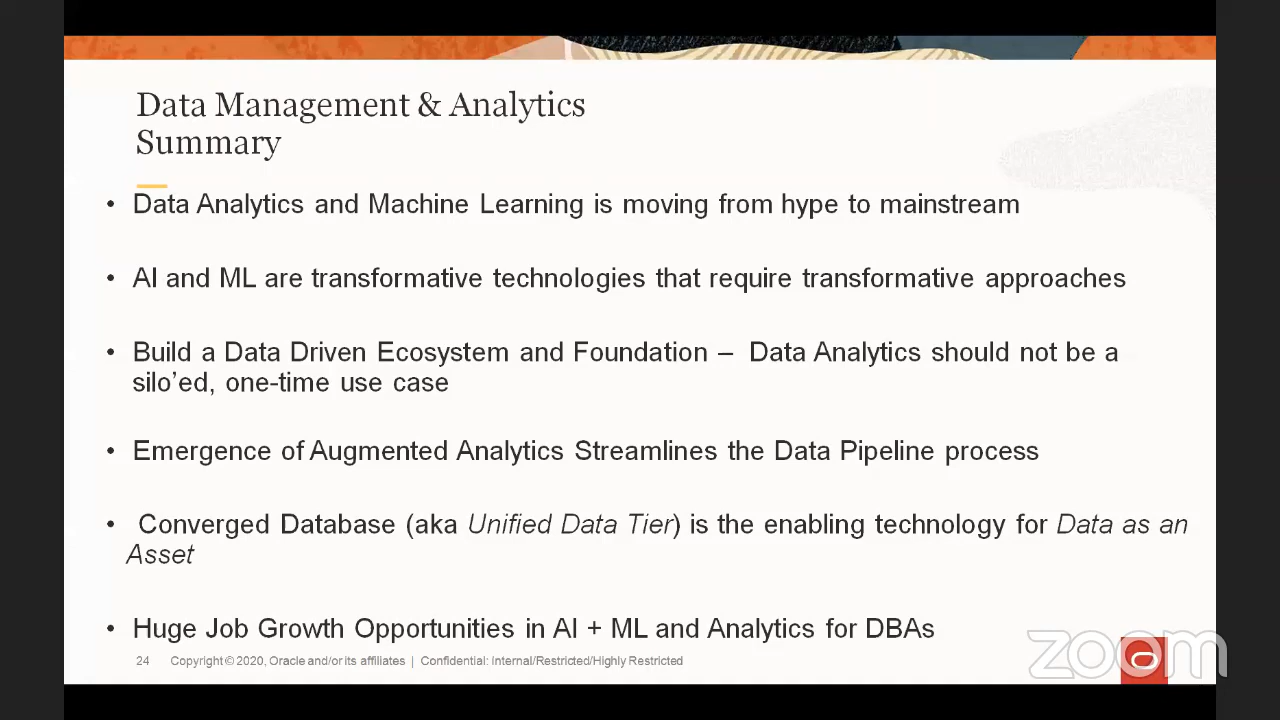 Data Management & Analytics
Summary
• Data Analytics and Machine Learning is moving from hype to mainstream
• AI and ML are transformative technologies that require transformative approaches
• Build a Data Driven Ecosystem and Foundation – Data Analytics should not be a
silo’ed, one-time use case
• Emergence of Augmented Analytics Streamlines the Data Pipeline process
• Converged Database (aka Unified Data Tier) is the enabling technology for Data as an
Asset
• Huge Job Growth Opportunities in AI + ML and Analytics for DBAs
24 Copyright © 2020, Oracle and/or its affiliates | Confidential: Internal/Restricted/Highly Restricted
zoom